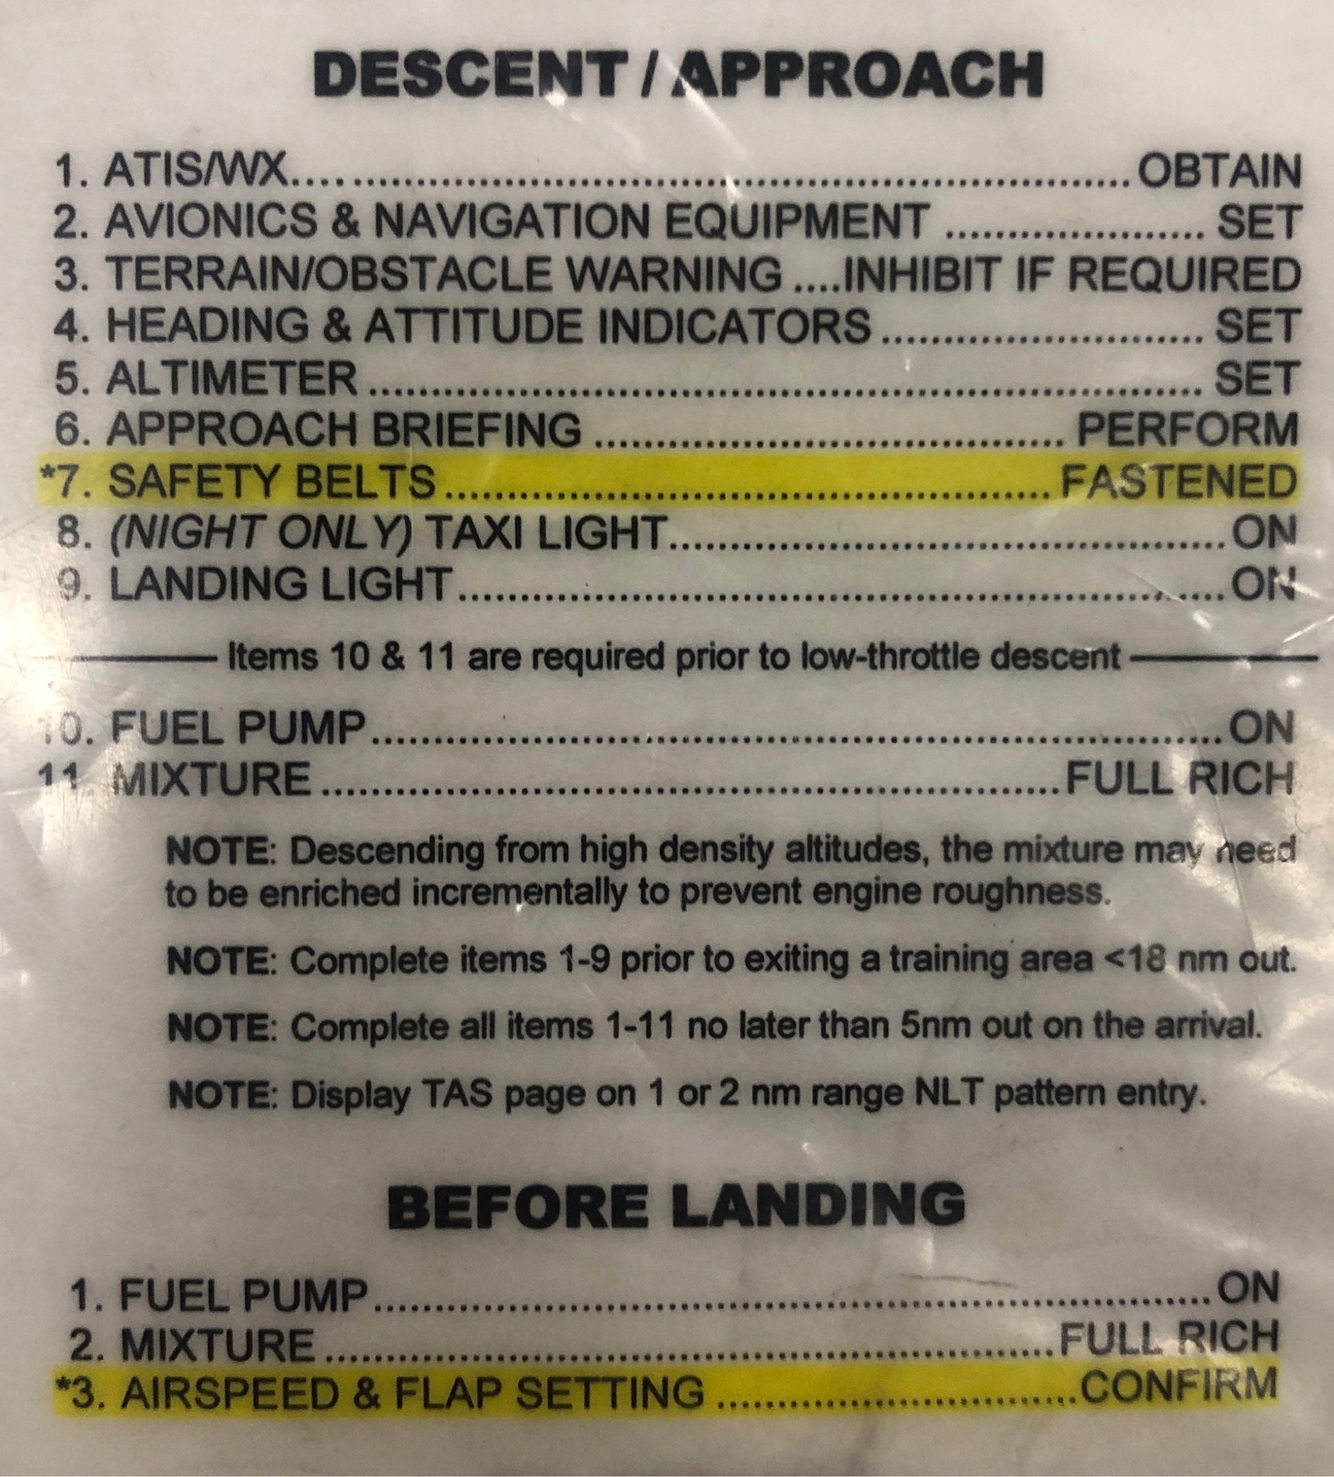 DESCENT / APPROACH
1. ATIS/WX.................................................................OBTAIN
2. AVIONICS & NAVIGATION EQUIPMENT ..................... SET
3. TERRAIN/OBSTACLE WARNING ....INHIBIT IF REQUIRED
4. HEADING & ATTITUDE INDICATORS.......................... SET
5. ALTIMETER ................................................................... SET
6. APPROACH BRIEFING ...................................... PERFORM
*7. SAFETY BELTS................................................. FASTENED
8. (NIGHT ONLY) TAXI LIGHT.............................................ON
9. LANDING LIGHT..............................................................ON
Items 10 & 11 are required prior to low-throttle descent
10. FUEL PUMP.....................................................................ON
11. MIXTURE ............................................................FULL RICH
NOTE: Descending from high density altitudes, the mixture may need
to be enriched incrementally to prevent engine roughness.
NOTE: Complete items 1-9 prior to exiting a training area <18 nm out.
NOTE: Complete all items 1-11 no later than 5nm out on the arrival.
NOTE: Display TAS page on 1 or 2 nm range NLT pattern entry.
BEFORE LANDING
1. FUEL PUMP.....................................................................ON
2. MIXTURE ...........................................................FULL RICH
*3. AIRSPEED & FLAP SETTING .............................CONFIRM